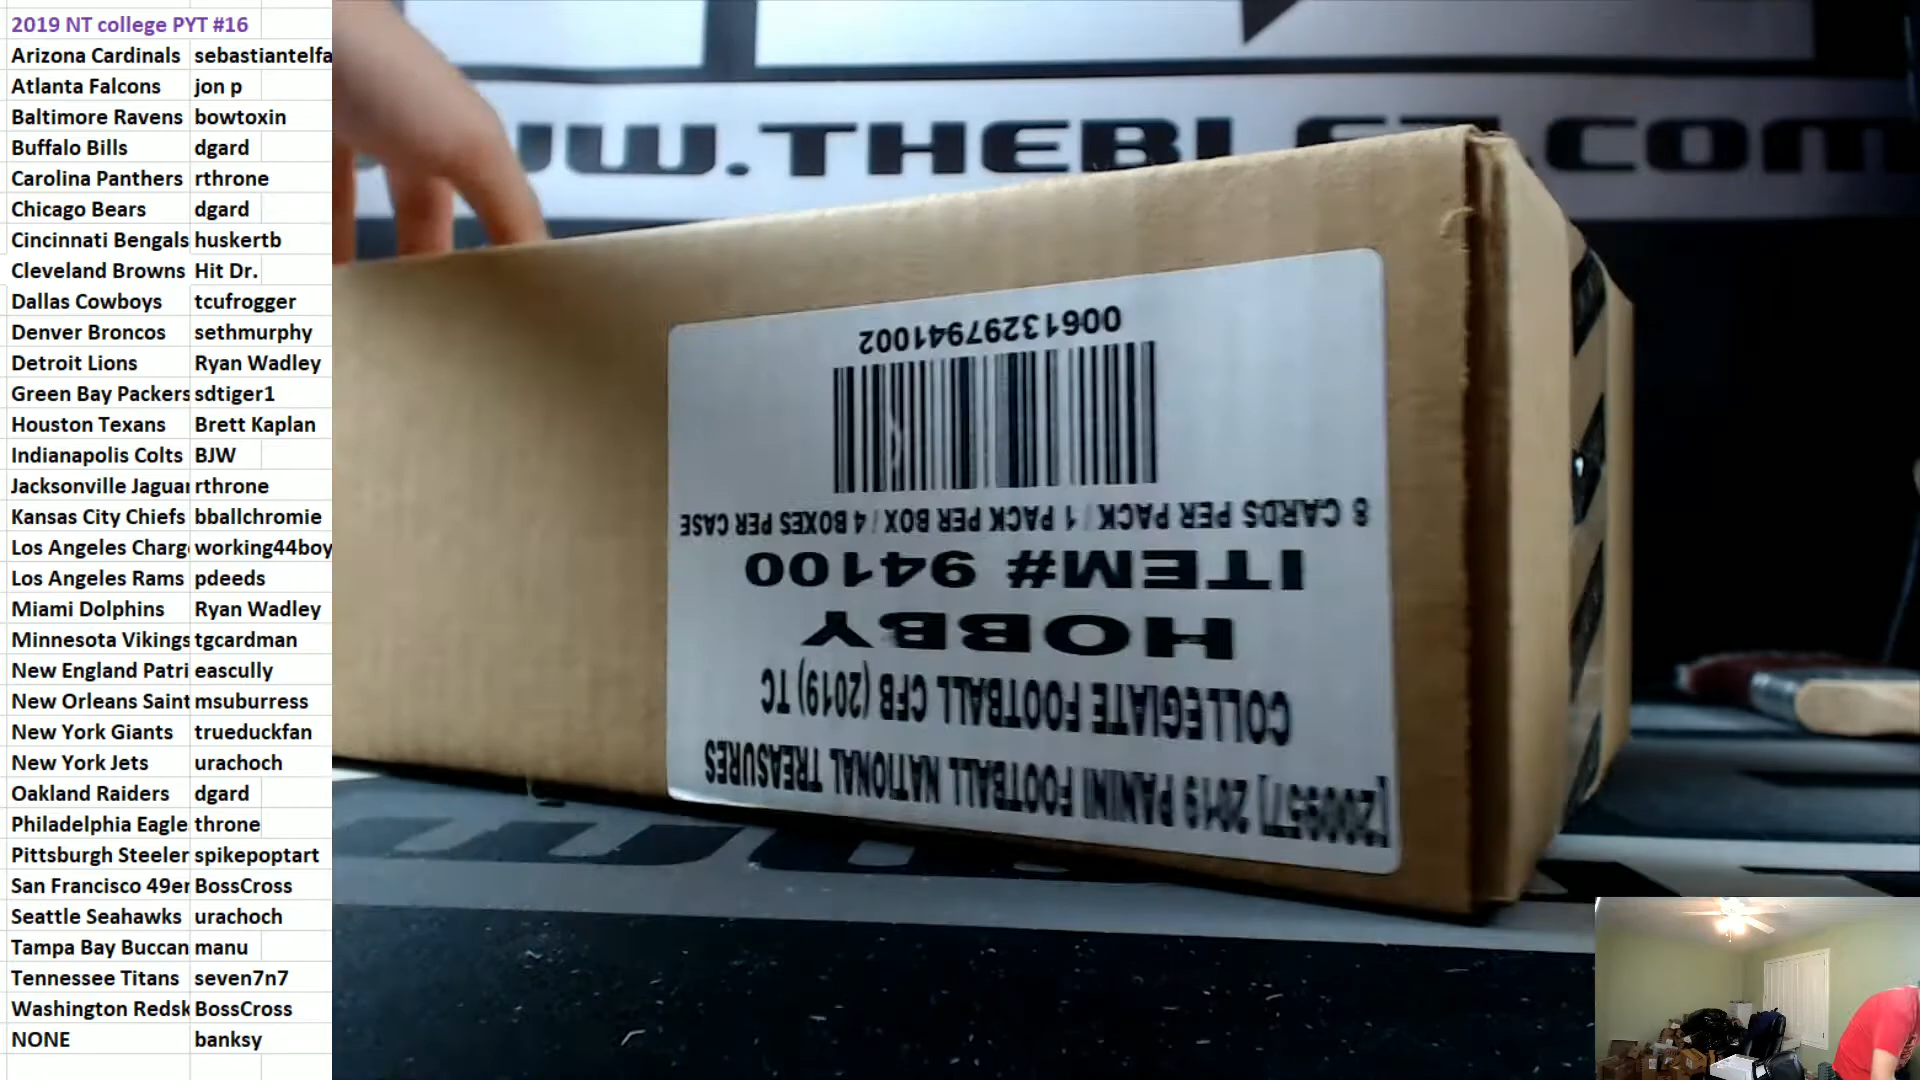 2019 NT college PYT #16
Arizona Cardinals sebastiantelfa
Atlanta Falcons jon p
Baltimore Ravens bowtoxin
Buffalo Bills dgard
Carolina Panthers rthrone
Chicago Bears dgard
Cincinnati Bengals huskertb
Cleveland Browns Hit Dr.
Dallas Cowboys tcufrogger
Denver Broncos sethmurphy
Detroit Lions Ryan Wadley
Green Bay Packers sdtiger1
Houston Texans Brett Kaplan
Indianapolis Colts BJW
Jacksonville Jaguar rthrone
Kansas City Chiefs bballchromie
Los Angeles Charge working44boy
Los Angeles Rams pdeeds
Miami Dolphins Ryan Wadley
Minnesota Vikings tgcardman
New England Patri eascully
New Orleans Saint msuburress
New York Giants trueduckfan
New York Jets urachoch
Oakland Raiders dgard
Philadelphia Eagle throne
Pittsburgh Steeler spikepoptart
San Francisco 49er BossCross
Seattle Seahawks urachoch
Tampa Bay Buccan manu
Tennessee Titans seven7n7
Washington Redsk BossCross
NONE banksy
[200957] 2019 PANINI FOOTBALL NATIONAL TREASURES
COLLEGIATE FOOTBALL CFB (2019) TC
HOBBY
ITEM# 94100
8 CARDS PER PACK / 1 PACK PER BOX / 4 BOXES PER CASE
00613297941002